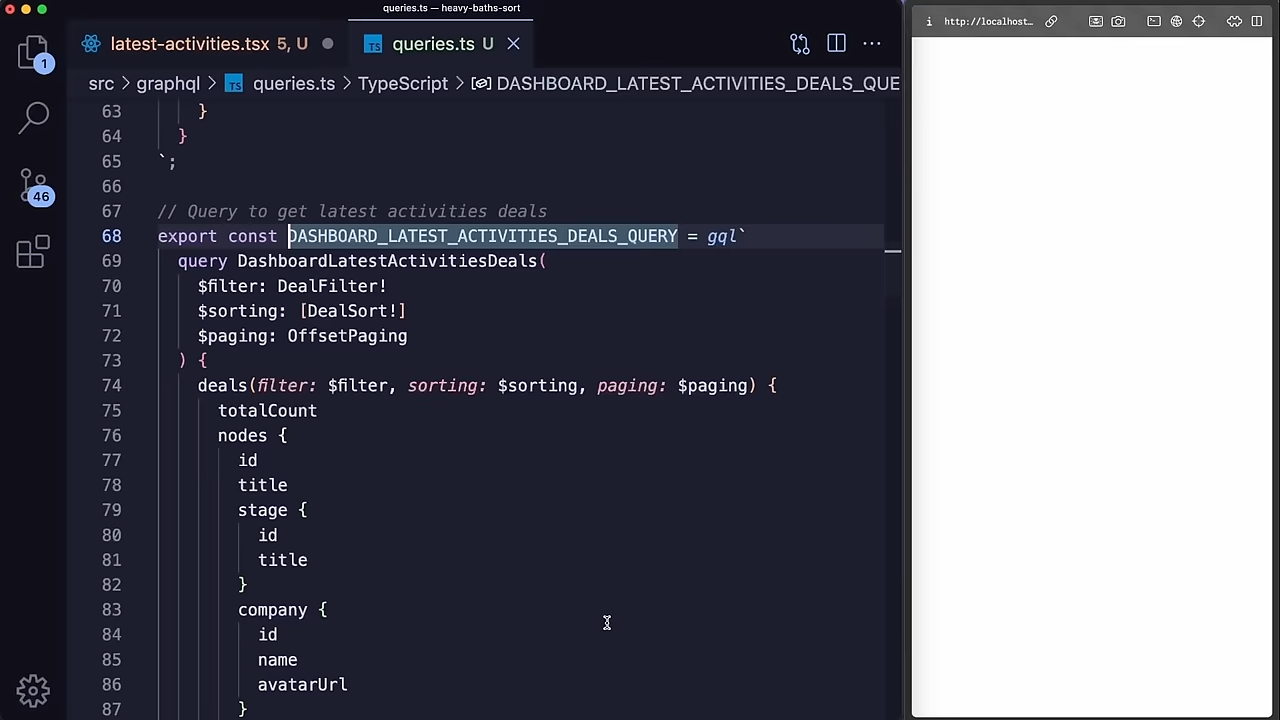 queries.ts — heavy-baths-sort
latest-activities.tsx 5, U
TS queries.ts U
http://localhost...
src > graphql > TS queries.ts > TypeScript > DASHBOARD_LATEST_ACTIVITIES_DEALS_QUE
1
46
63 }
64 }
65 `;
66
67 // Query to get latest activities deals
68 export const DASHBOARD_LATEST_ACTIVITIES_DEALS_QUERY = gql`
69 query DashboardLatestActivitiesDeals(
70 $filter: DealFilter!
71 $sorting: [DealSort!]
72 $paging: OffsetPaging
73 ) {
74 deals(filter: $filter, sorting: $sorting, paging: $paging) {
75 totalCount
76 nodes {
77 id
78 title
79 stage {
80 id
81 title
82 }
83 company {
84 id
85 name
86 avatarUrl
87 }